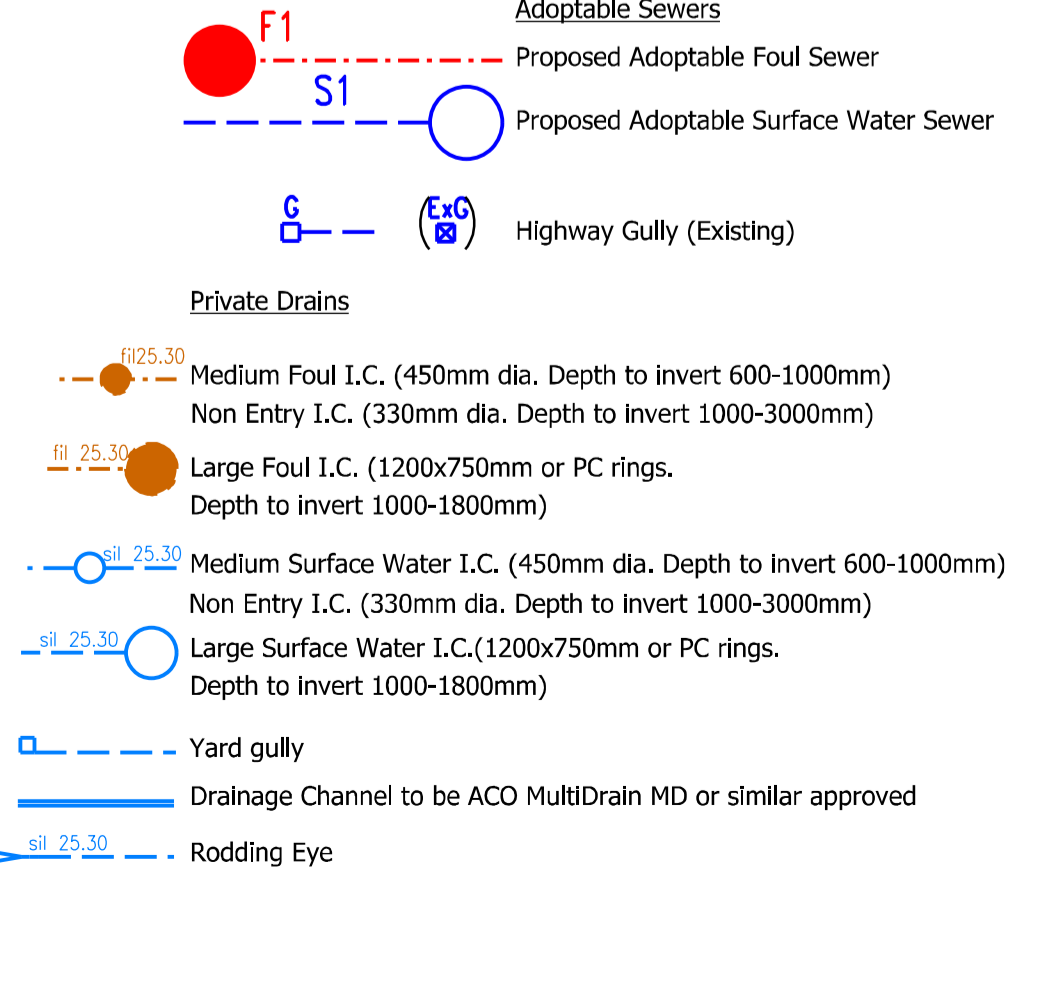 Adoptable Sewers
F1
Proposed Adoptable Foul Sewer
S1
Proposed Adoptable Surface Water Sewer
G
(ExG)
Highway Gully (Existing)
Private Drains
fil25.30
Medium Foul I.C. (450mm dia. Depth to invert 600-1000mm)
Non Entry I.C. (330mm dia. Depth to invert 1000-3000mm)
fil 25.30
Large Foul I.C. (1200x750mm or PC rings.
Depth to invert 1000-1800mm)
sil 25.30
Medium Surface Water I.C. (450mm dia. Depth to invert 600-1000mm)
Non Entry I.C. (330mm dia. Depth to invert 1000-3000mm)
sil 25.30
Large Surface Water I.C.(1200x750mm or PC rings.
Depth to invert 1000-1800mm)
Yard gully
Drainage Channel to be ACO MultiDrain MD or similar approved
sil 25.30
Rodding Eye